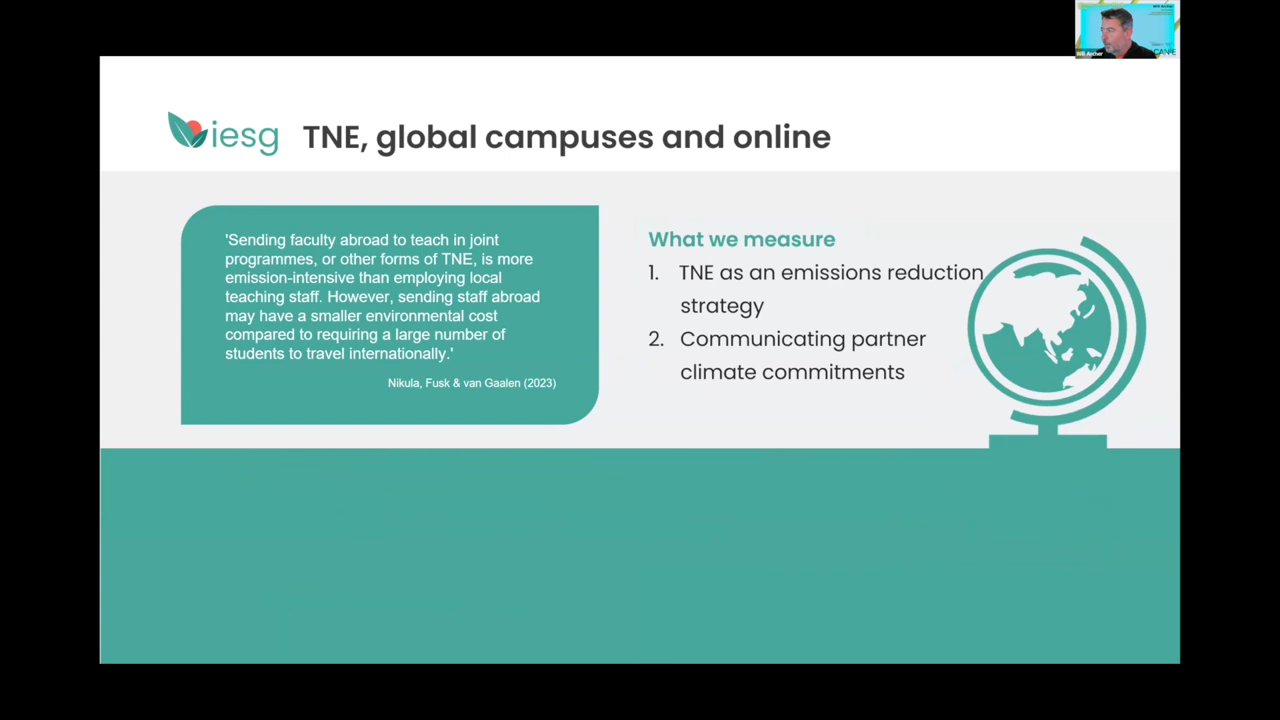 Will Archer
CAN-E
iesg
TNE, global campuses and online
'Sending faculty abroad to teach in joint
programmes, or other forms of TNE, is more
emission-intensive than employing local
teaching staff. However, sending staff abroad
may have a smaller environmental cost
compared to requiring a large number of
students to travel internationally.'
Nikula, Fusk & van Gaalen (2023)
What we measure
1. TNE as an emissions reduction
strategy
2. Communicating partner
climate commitments